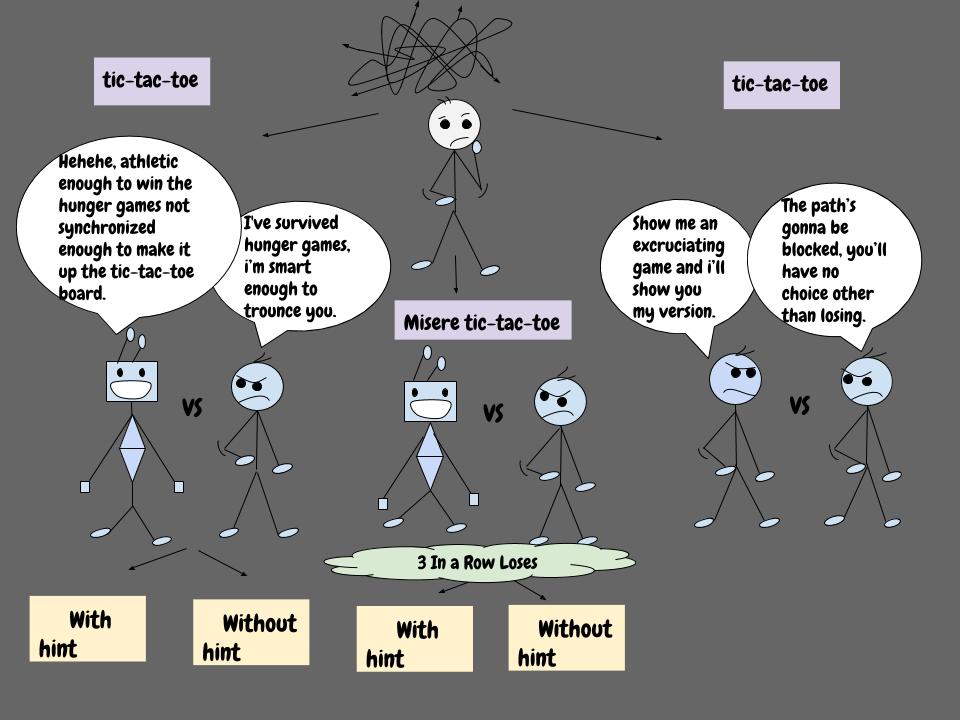 tic-tac-toe
tic-tac-toe
Hehehe, athletic
enough to win the
hunger games not
synchronized
enough to make it
up the tic-tac-toe
board.
I've survived
hunger games,
i'm smart
enough to
trounce you.
Show me an
excruciating
game and i'll
show you
my version.
The path's
gonna be
blocked, you'll
have no
choice other
than losing.
Misere tic-tac-toe
VS
VS
VS
3 In a Row Loses
With
hint
Without
hint
With
hint
Without
hint